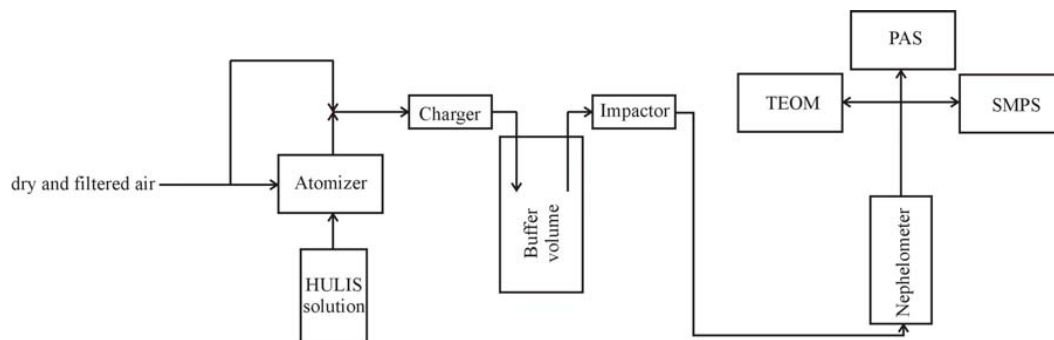 PAS
TEOM
SMPS
Charger
Impactor
dry and filtered air
Atomizer
Buffer
volume
Nephelometer
HULIS
solution